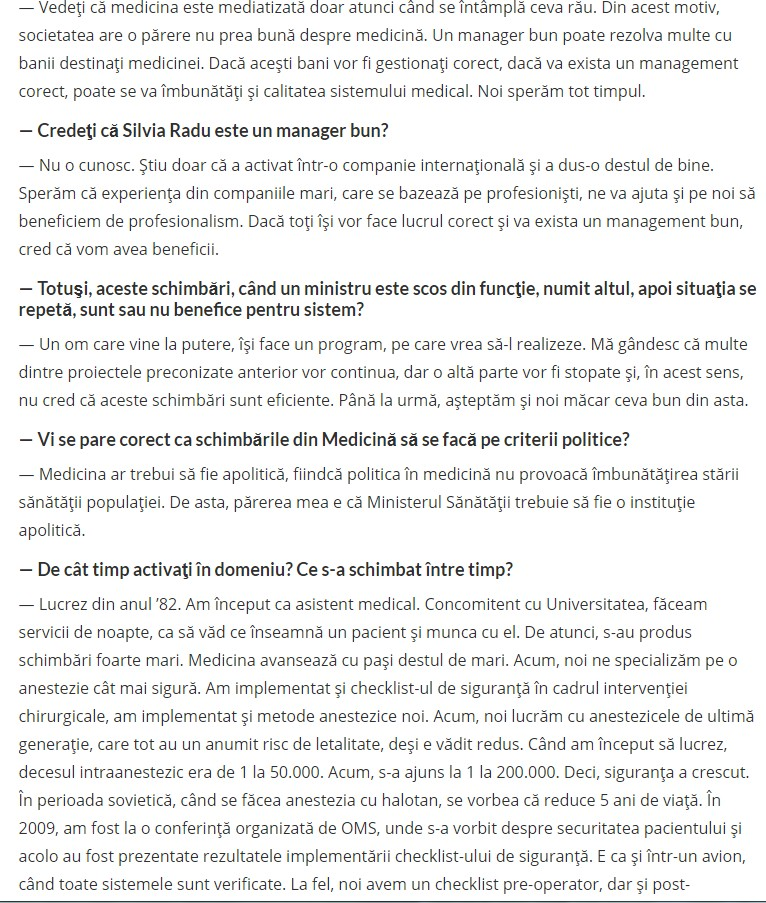 — Vedeţi că medicina este mediatizată doar atunci când se întâmplă ceva rău. Din acest motiv,
societatea are o părere nu prea bună despre medicină. Un manager bun poate rezolva multe cu
banii destinaţi medicinei. Dacă aceşti bani vor fi gestionaţi corect, dacă va exista un management
corect, poate se va îmbunătăţi şi calitatea sistemului medical. Noi sperăm tot timpul.
— Credeţi că Silvia Radu este un manager bun?
— Nu o cunosc. Ştiu doar că a activat într-o companie internaţională şi a dus-o destul de bine.
Sperăm că experienţa din companiile mari, care se bazează pe profesionişti, ne va ajuta şi pe noi să
beneficiem de profesionalism. Dacă toţi îşi vor face lucrul corect şi va exista un management bun,
cred că vom avea beneficii.
— Totuşi, aceste schimbări, când un ministru este scos din funcţie, numit altul, apoi situaţia se
repetă, sunt sau nu benefice pentru sistem?
— Un om care vine la putere, îşi face un program, pe care vrea să-l realizeze. Mă gândesc că multe
dintre proiectele preconizate anterior vor continua, dar o altă parte vor fi stopate şi, în acest sens,
nu cred că aceste schimbări sunt eficiente. Până la urmă, aşteptăm şi noi măcar ceva bun din asta.
— Vi se pare corect ca schimbările din Medicină să se facă pe criterii politice?
— Medicina ar trebui să fie apolitică, fiindcă politica în medicină nu provoacă îmbunătăţirea stării
sănătăţii populaţiei. De asta, părerea mea e că Ministerul Sănătăţii trebuie să fie o instituţie
apolitică.
— De cât timp activaţi în domeniu? Ce s-a schimbat între timp?
— Lucrez din anul ’82. Am început ca asistent medical. Concomitent cu Universitatea, făceam
servicii de noapte, ca să văd ce înseamnă un pacient şi munca cu el. De atunci, s-au produs
schimbări foarte mari. Medicina avansează cu paşi destul de mari. Acum, noi ne specializăm pe o
anestezie cât mai sigură. Am implementat şi checklist-ul de siguranţă în cadrul intervenţiei
chirurgicale, am implementat şi metode anestezice noi. Acum, noi lucrăm cu anestezicele de ultimă
generaţie, care tot au un anumit risc de letalitate, deşi e vădit redus. Când am început să lucrez,
decesul intraanestezic era de 1 la 50.000. Acum, s-a ajuns la 1 la 200.000. Deci, siguranţa a crescut.
În perioada sovietică, când se făcea anestezia cu halotan, se vorbea că reduce 5 ani de viaţă. În
2009, am fost la o conferinţă organizată de OMS, unde s-a vorbit despre securitatea pacientului şi
acolo au fost prezentate rezultatele implementării checklist-ului de siguranţă. E ca şi într-un avion,
când toate sistemele sunt verificate. La fel, noi avem un checklist pre-operator, dar şi post-